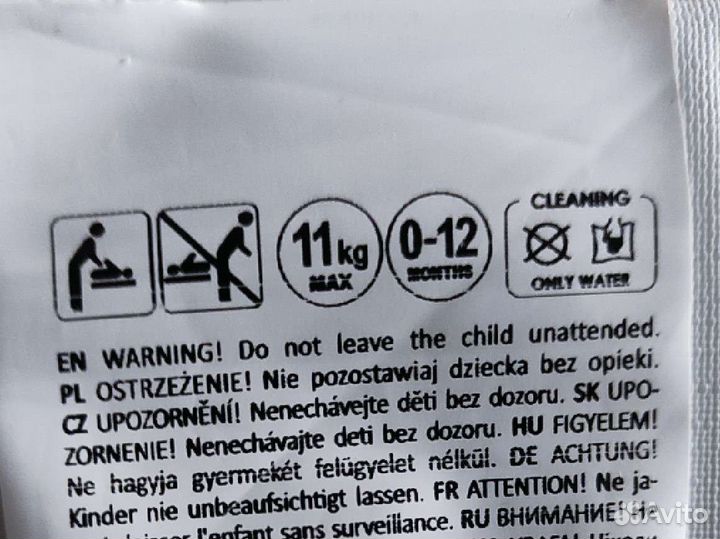 CLEANING
11kg
MAX
0-12
MONTHS
ONLY WATER
EN WARNING! Do not leave the child unattended.
PL OSTRZEŻENIE! Nie pozostawiaj dziecka bez opieki.
CZ UPOZORNĚNÍ! Nenechávejte děti bez dozoru. SK UPO-
ZORNENIE! Nenechávajte deti bez dozoru. HU FIGYELEM!
Ne hagyja gyermekét felügyelet nélkül. DE ACHTUNG!
Kinder nie unbeaufsichtigt lassen. FR ATTENTION! Ne ja-
l'enfant sans surveillance. RU ВНИМАНИЕ! Не
Avito